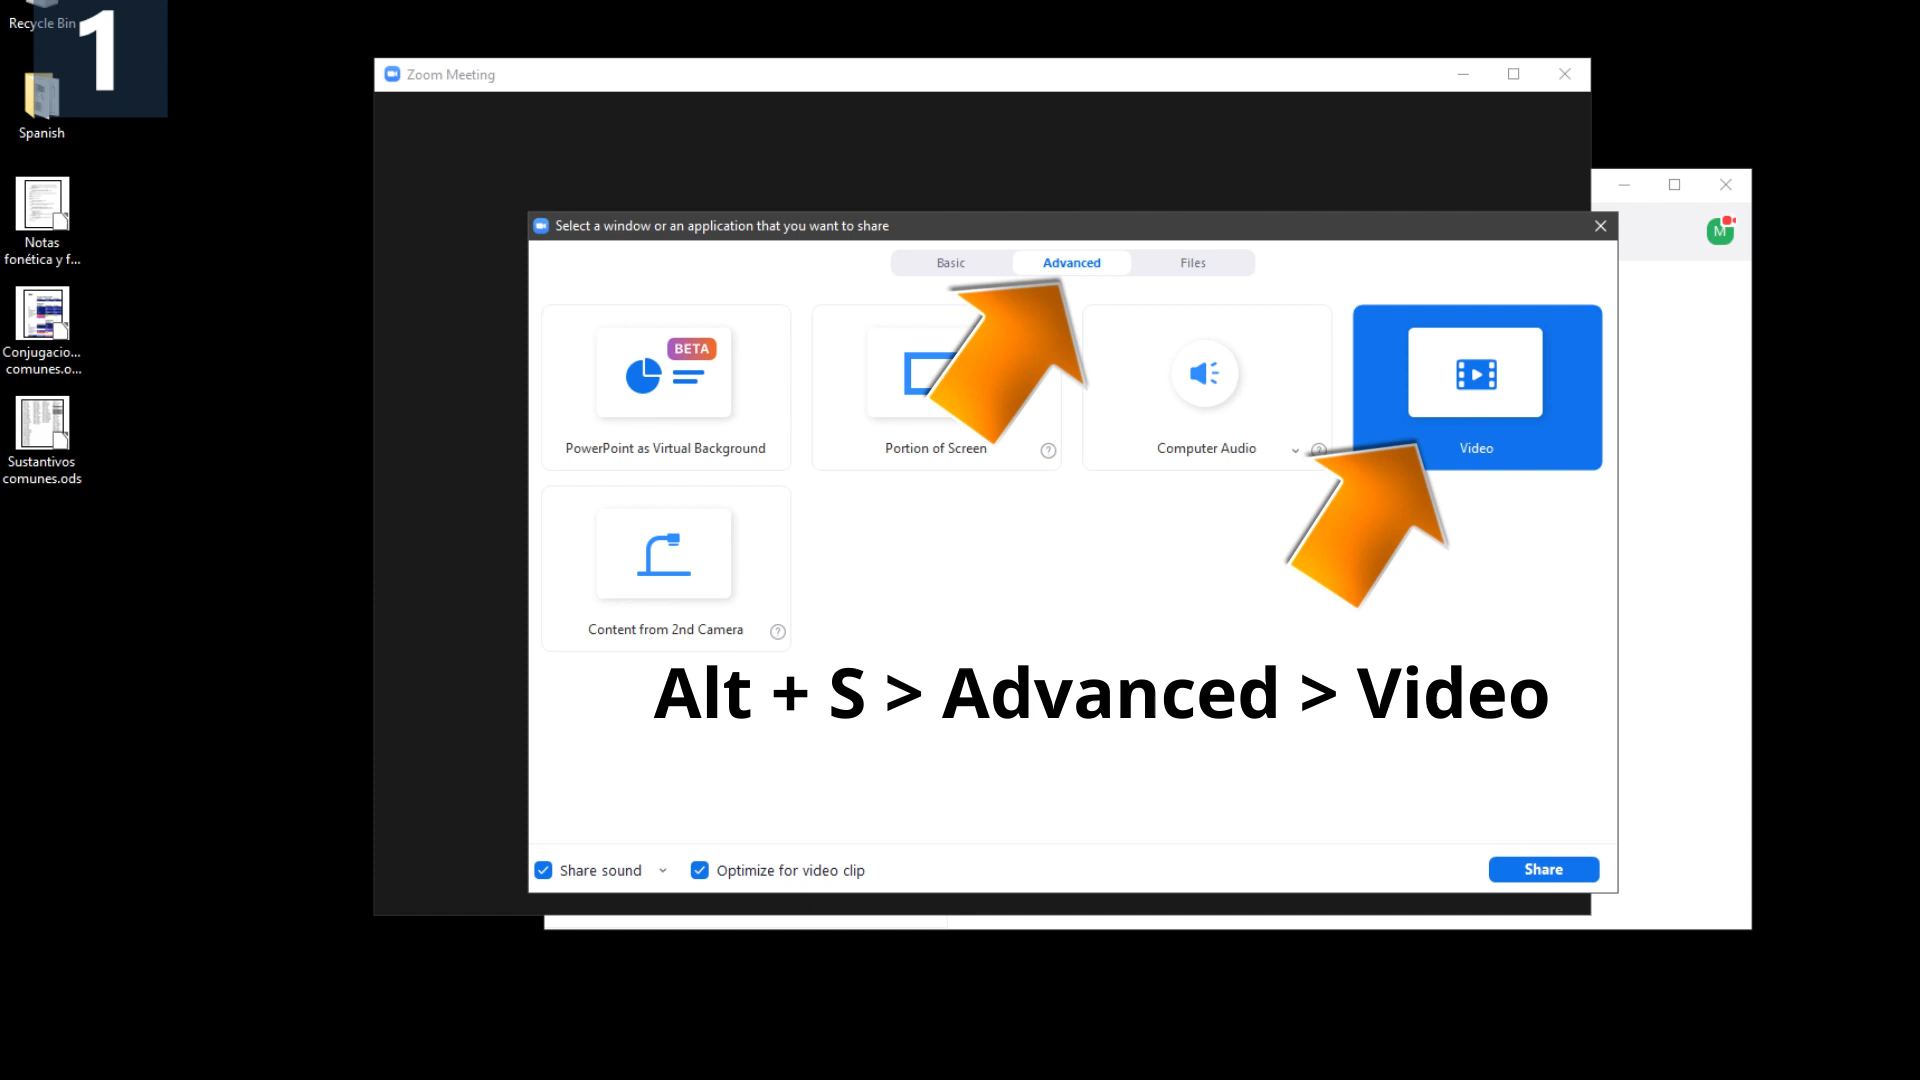 Recycle Bin
1
Spanish
Notas
fonética y f...
Conjugacio...
comunes.o...
Sustantivos
comunes.ods
Zoom Meeting
M
Select a window or an application that you want to share
Basic
Advanced
Files
BETA
PowerPoint as Virtual Background
Portion of Screen
?
Computer Audio
?
Video
Content from 2nd Camera
?
Alt + S > Advanced > Video
Share sound
Optimize for video clip
Share